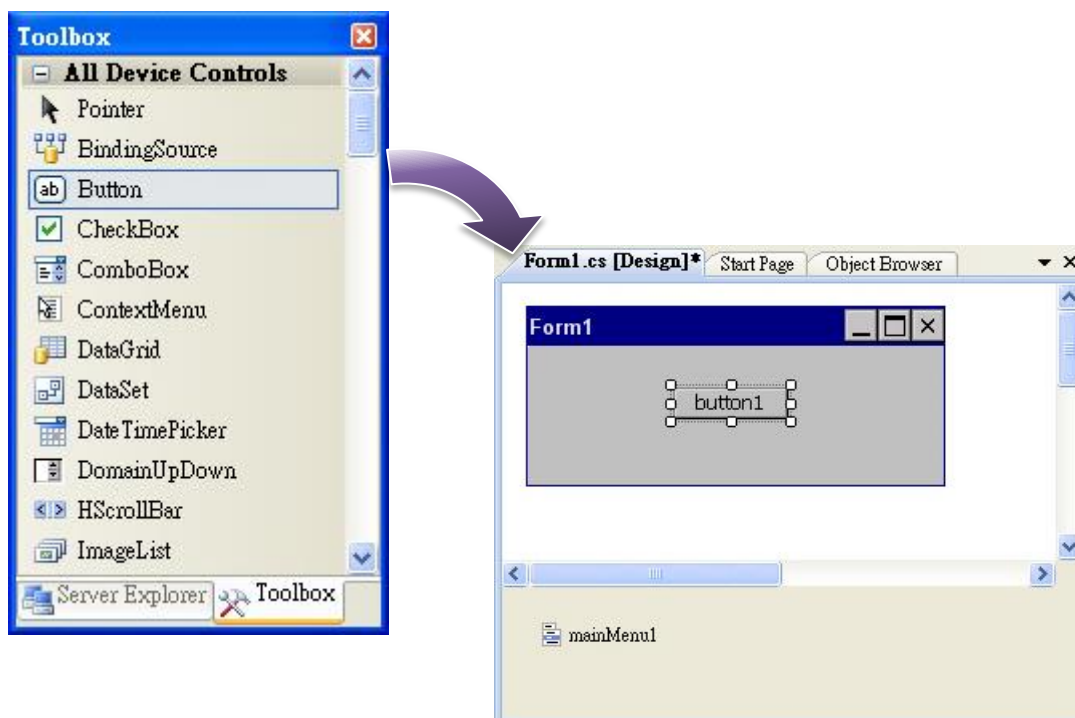 Toolbox
All Device Controls
Pointer
BindingSource
ab Button
CheckBox
ComboBox
ContextMenu
DataGrid
DataSet
DateTimePicker
DomainUpDown
HScrollBar
ImageList
Server Explorer Toolbox
Form1.cs [Design]* Start Page Object Browser
Form1
button1
mainMenu1